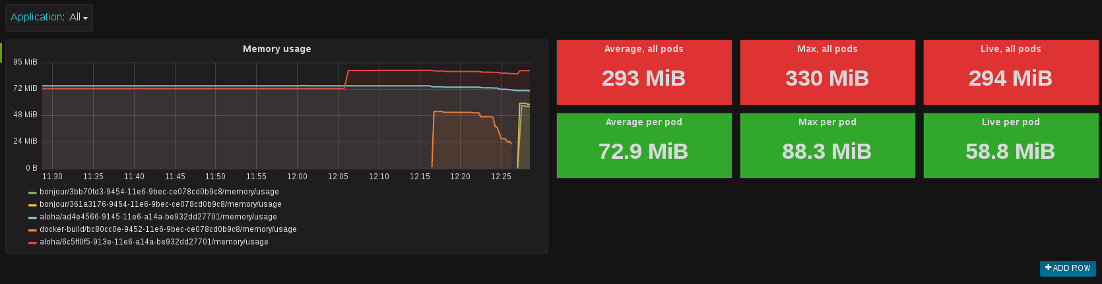 Application: All
Memory usage
95 MiB
72 MiB
48 MiB
24 MiB
0 B
11:30 11:35 11:40 11:45 11:50 11:55 12:00 12:05 12:10 12:15 12:20 12:25
bonjour/3bb70fd3-9454-11e6-9bec-ce078cd0b9c8/memory/usage
bonjour/361a3176-9454-11e6-9bec-ce078cd0b9c8/memory/usage
aloha/ad4e4566-9145-11e6-a14a-be932dd27701/memory/usage
docker-build/bc80cc0e-9452-11e6-9bec-ce078cd0b9c8/memory/usage
aloha/6c5ff0f5-913e-11e6-a14a-be932dd27701/memory/usage
Average, all pods
293 MiB
Max, all pods
330 MiB
Live, all pods
294 MiB
Average per pod
72.9 MiB
Max per pod
88.3 MiB
Live per pod
58.8 MiB
+ ADD ROW